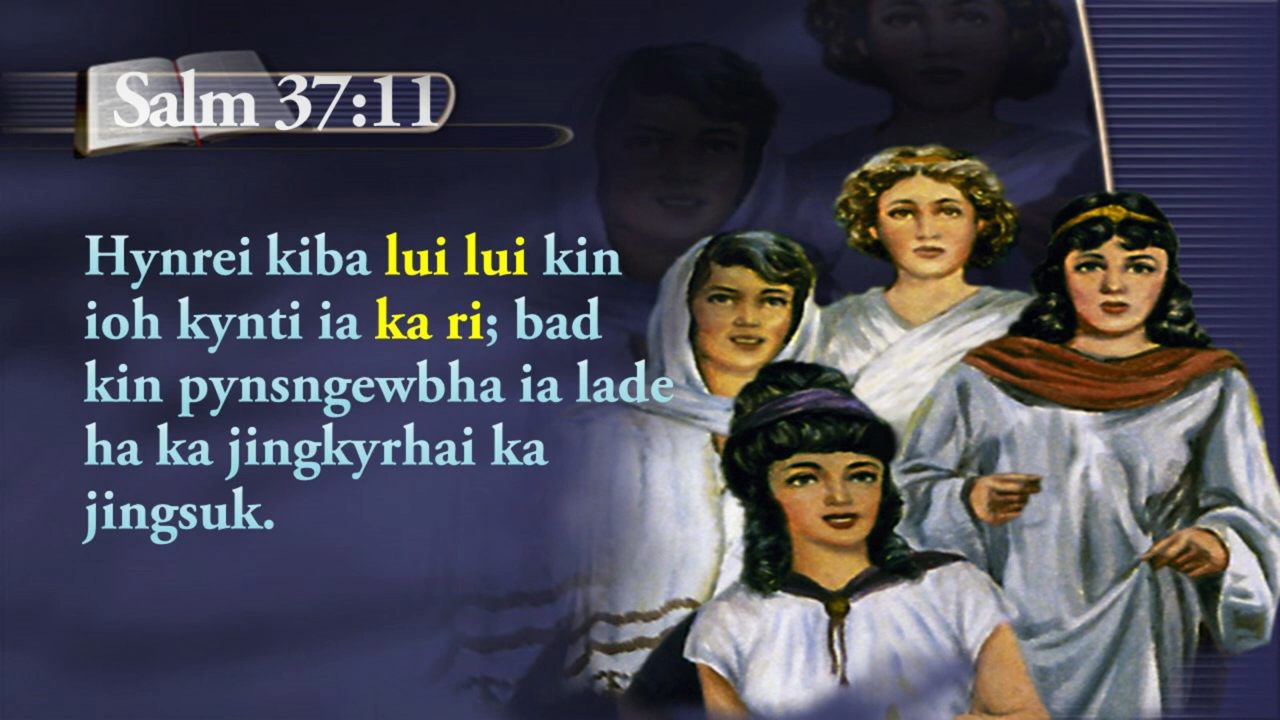 Salm 37:11
Hynrei kiba lui lui kin
ioh kynti ia ka ri; bad
kin pynsngewbha ia lade
ha ka jingkyrhai ka
jingsuk.